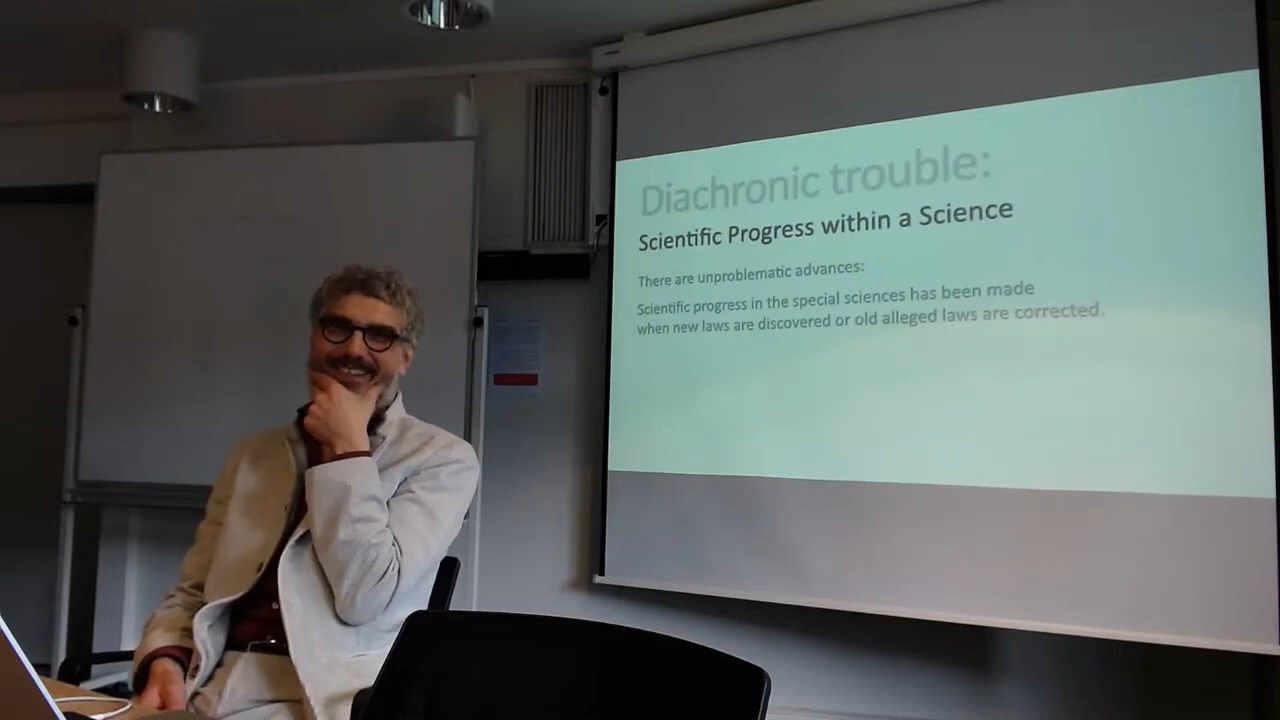 Diachronic trouble:
Scientific Progress within a Science
There are unproblematic advances:
Scientific progress in the special sciences has been made
when new laws are discovered or old alleged laws are corrected.